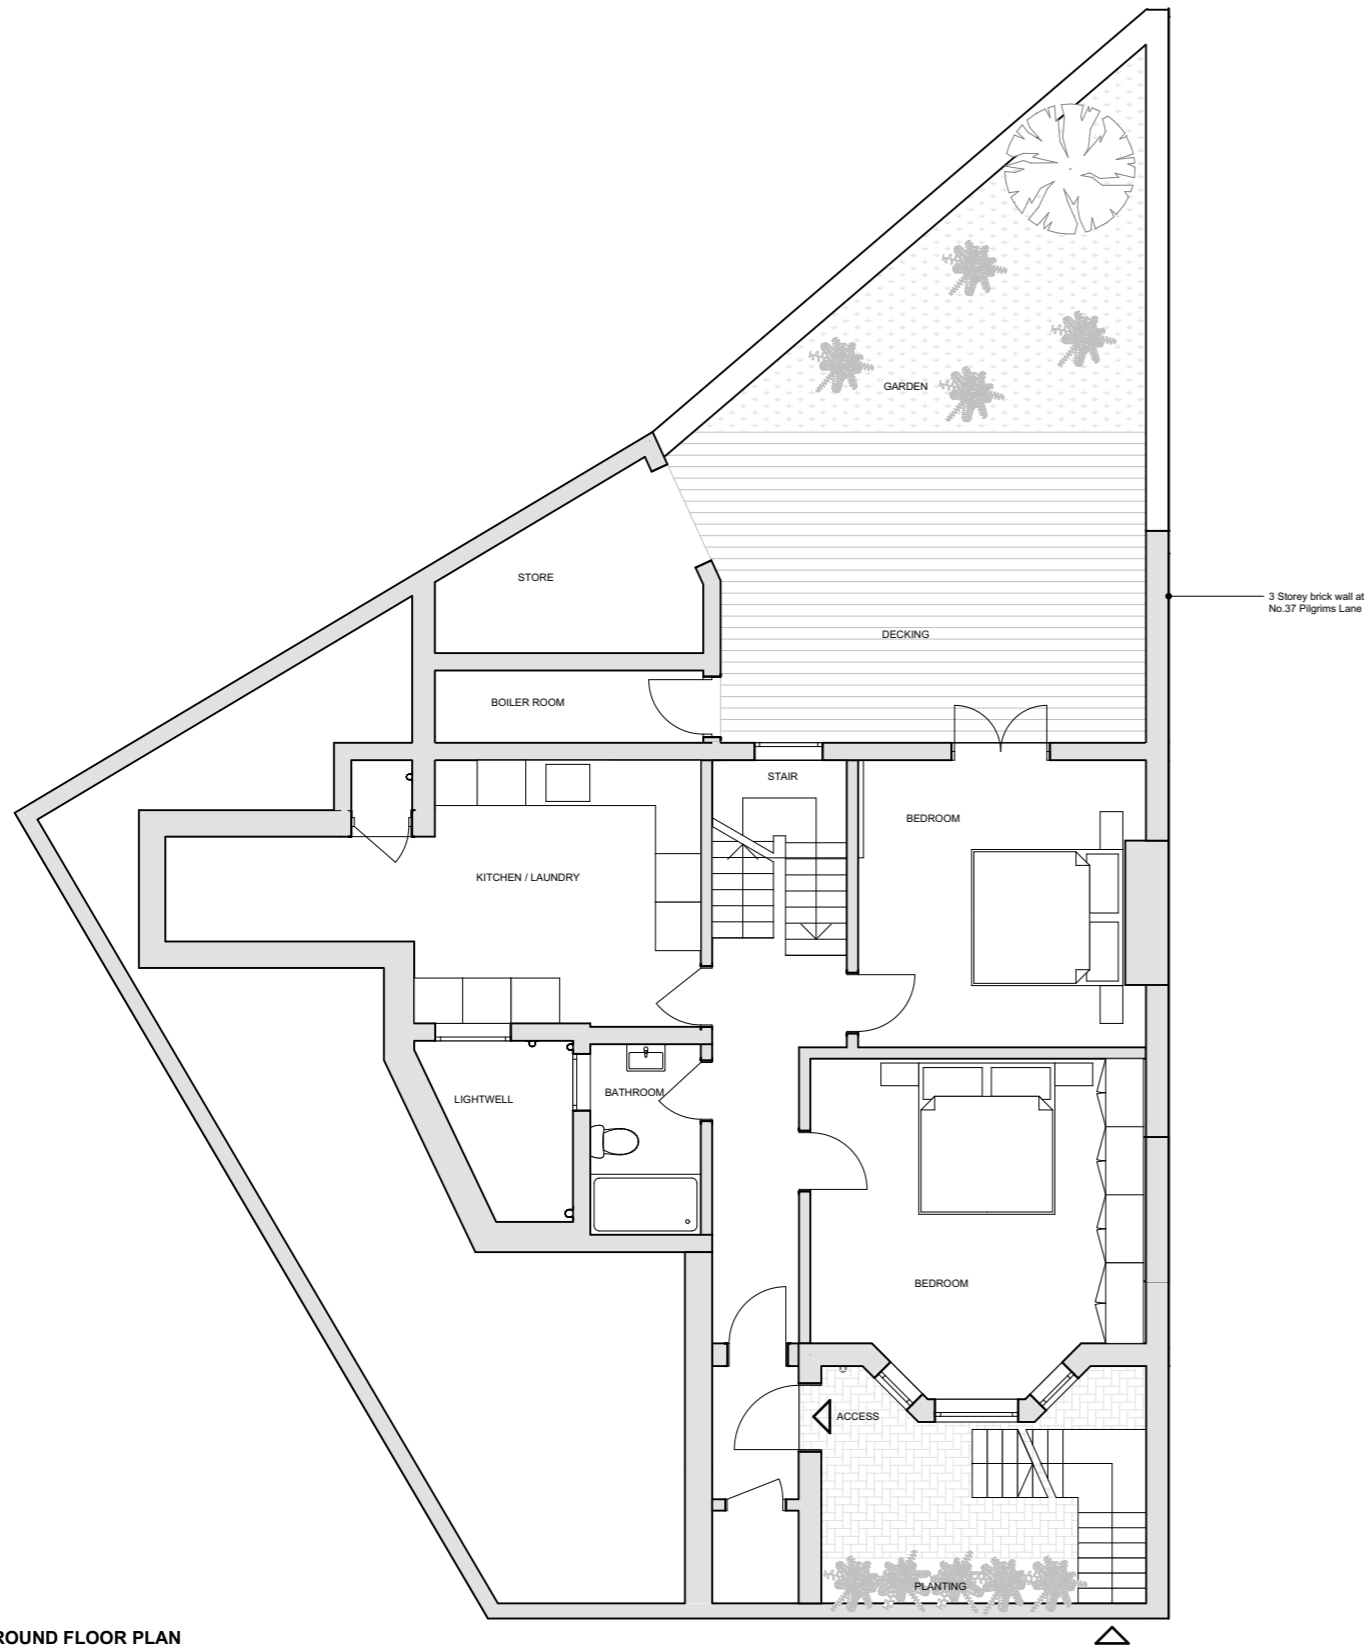 GARDEN
STORE
3 Storey brick wall at
No.37 Pilgrims Lane
DECKING
BOILER ROOM
STAIR
BEDROOM
KITCHEN / LAUNDRY
LIGHTWELL
BATHROOM
BEDROOM
ACCESS
PLANTING
ROUND FLOOR PLAN